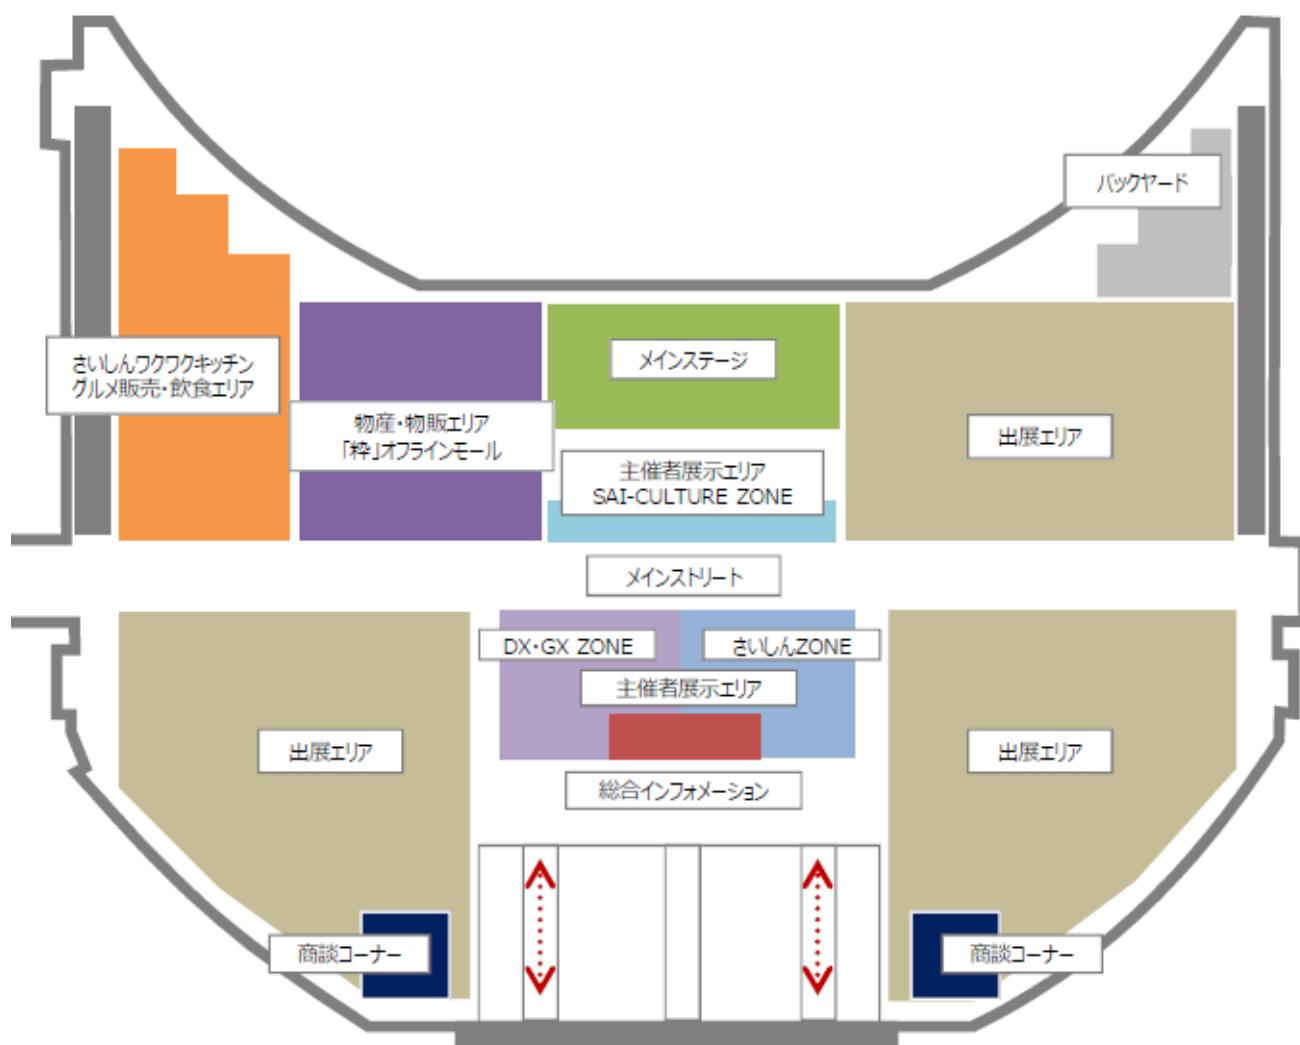 バックヤード
さいしんワクワクキッチン
グルメ販売・飲食エリア
メインステージ
物産・物販エリア
「粋」オフラインモール
出展エリア
主催者展示エリア
SAI-CULTURE ZONE
メインストリート
DX・GX ZONE
さいしんZONE
主催者展示エリア
出展エリア
出展エリア
総合インフォメーション
商談コーナー
商談コーナー